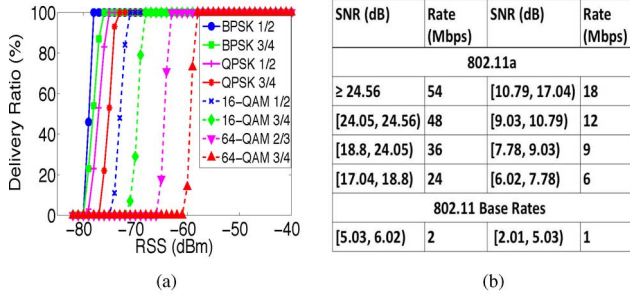 Delivery Ratio (%)
100
80
60
40
20
0
−80
−70
−60
−50
−40
RSS (dBm)
BPSK 1/2
BPSK 3/4
QPSK 1/2
QPSK 3/4
16−QAM 1/2
16−QAM 3/4
64−QAM 2/3
64−QAM 3/4
(a)
SNR (dB) Rate (Mbps) SNR (dB) Rate (Mbps)
802.11a
≥ 24.56 54 [10.79, 17.04) 18
[24.05, 24.56) 48 [9.03, 10.79) 12
[18.8, 24.05) 36 [7.78, 9.03) 9
[17.04, 18.8) 24 [6.02, 7.78) 6
802.11 Base Rates
[5.03, 6.02) 2 [2.01, 5.03) 1
(b)